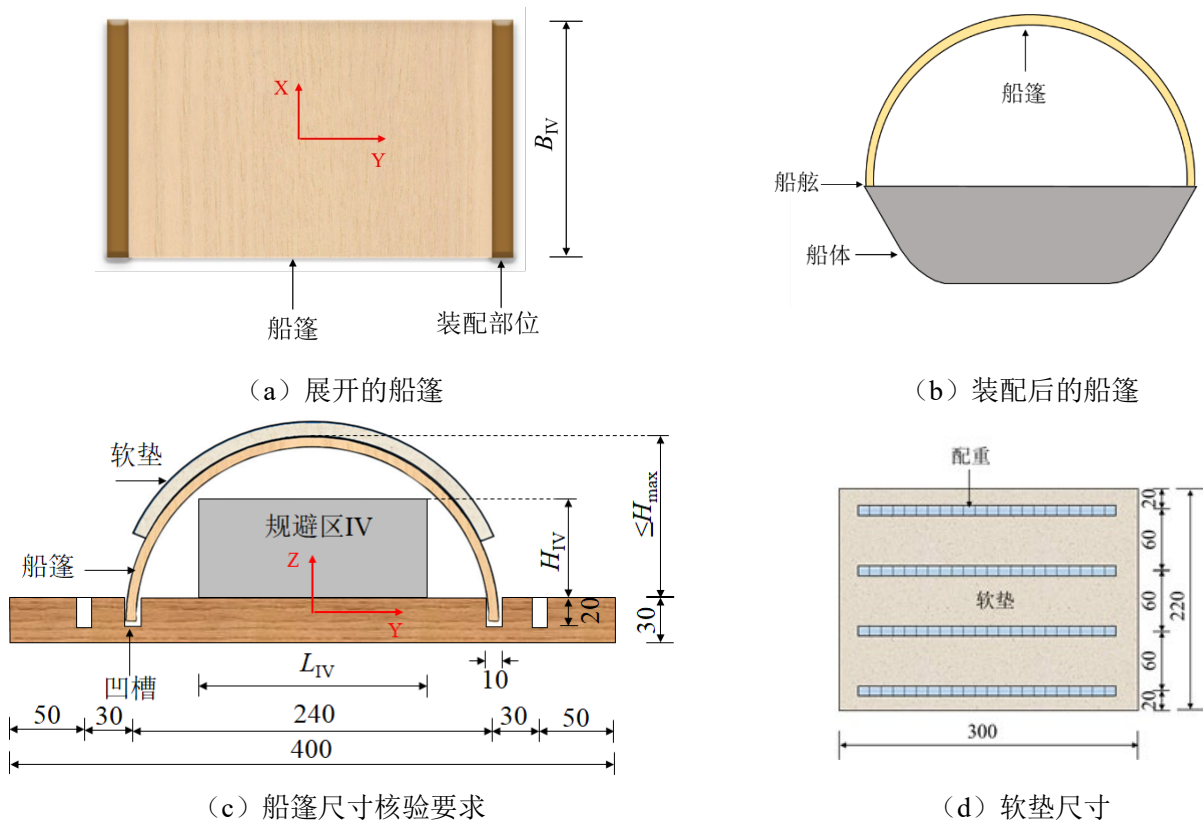 X
Y
B_IV
船篷
装配部位
（a）展开的船篷
船篷
船舷
船体
（b）装配后的船篷
软垫
规避区IV
船篷
Z
Y
H_IV
≤H_max
20
30
凹槽
L_IV
10
50
30
240
30
50
400
（c）船篷尺寸核验要求
配重
软垫
20
60
60
60
20
220
300
（d）软垫尺寸